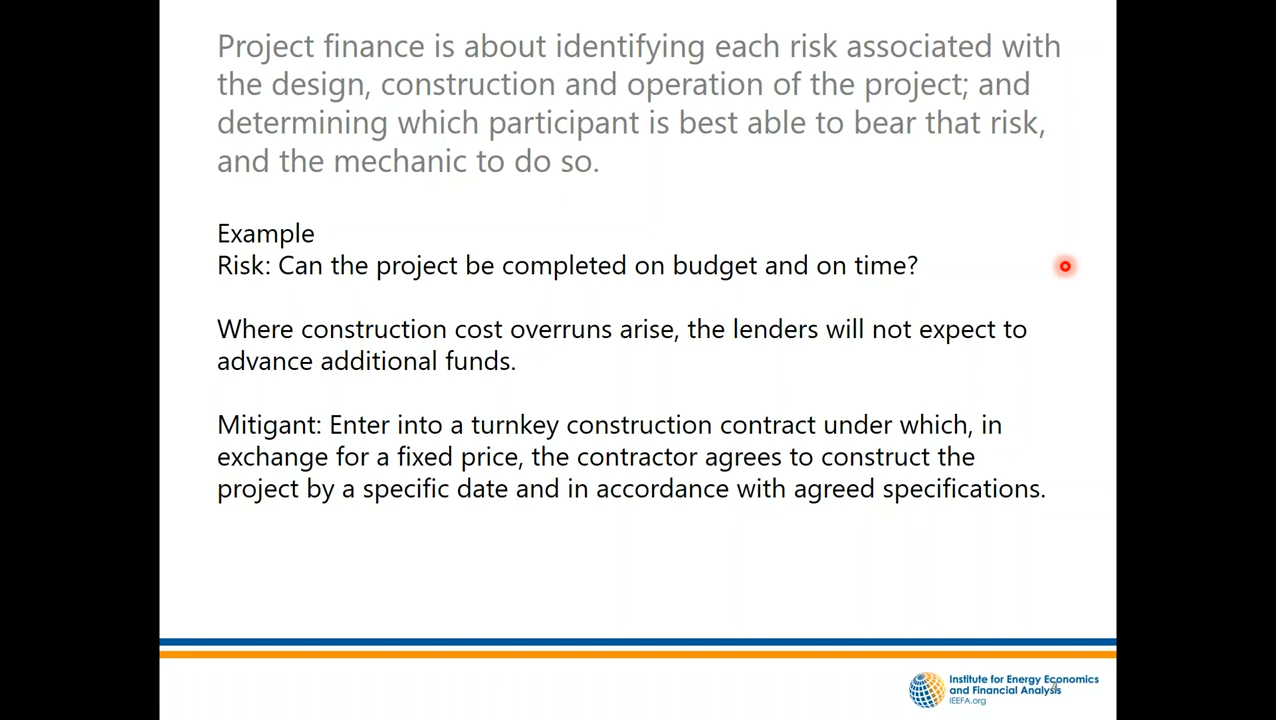 Project finance is about identifying each risk associated with
the design, construction and operation of the project; and
determining which participant is best able to bear that risk,
and the mechanic to do so.
Example
Risk: Can the project be completed on budget and on time?
Where construction cost overruns arise, the lenders will not expect to
advance additional funds.
Mitigant: Enter into a turnkey construction contract under which, in
exchange for a fixed price, the contractor agrees to construct the
project by a specific date and in accordance with agreed specifications.
Institute for Energy Economics
and Financial Analysis
IEEFA.org